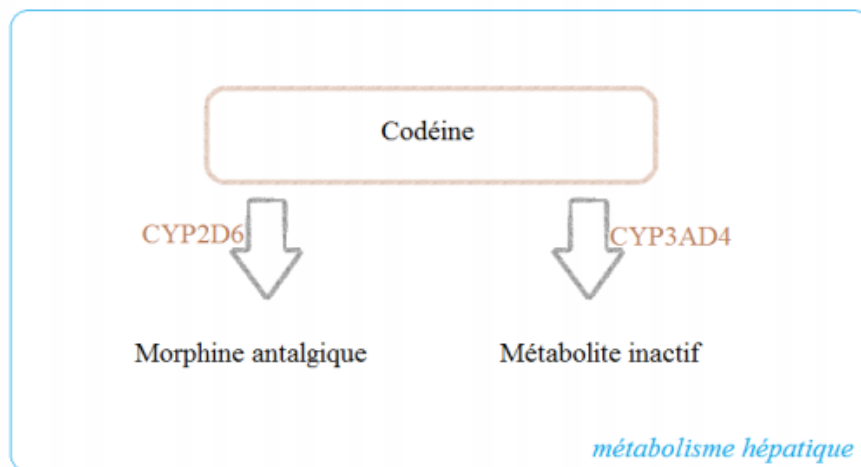 Codéine
CYP2D6
CYP3AD4
Morphine antalgique
Métabolite inactif
métabolisme hépatique